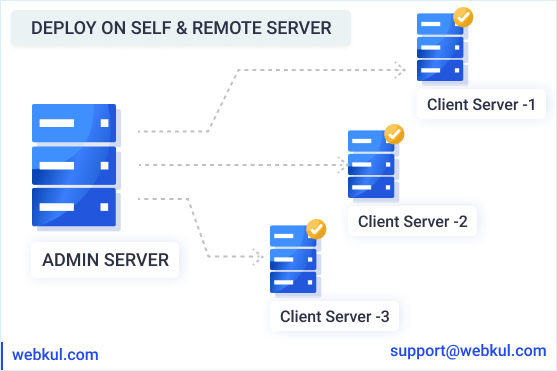 DEPLOY ON SELF & REMOTE SERVER
Client Server -1
Client Server -2
ADMIN SERVER
Client Server -3
webkul.com
support@webkul.com